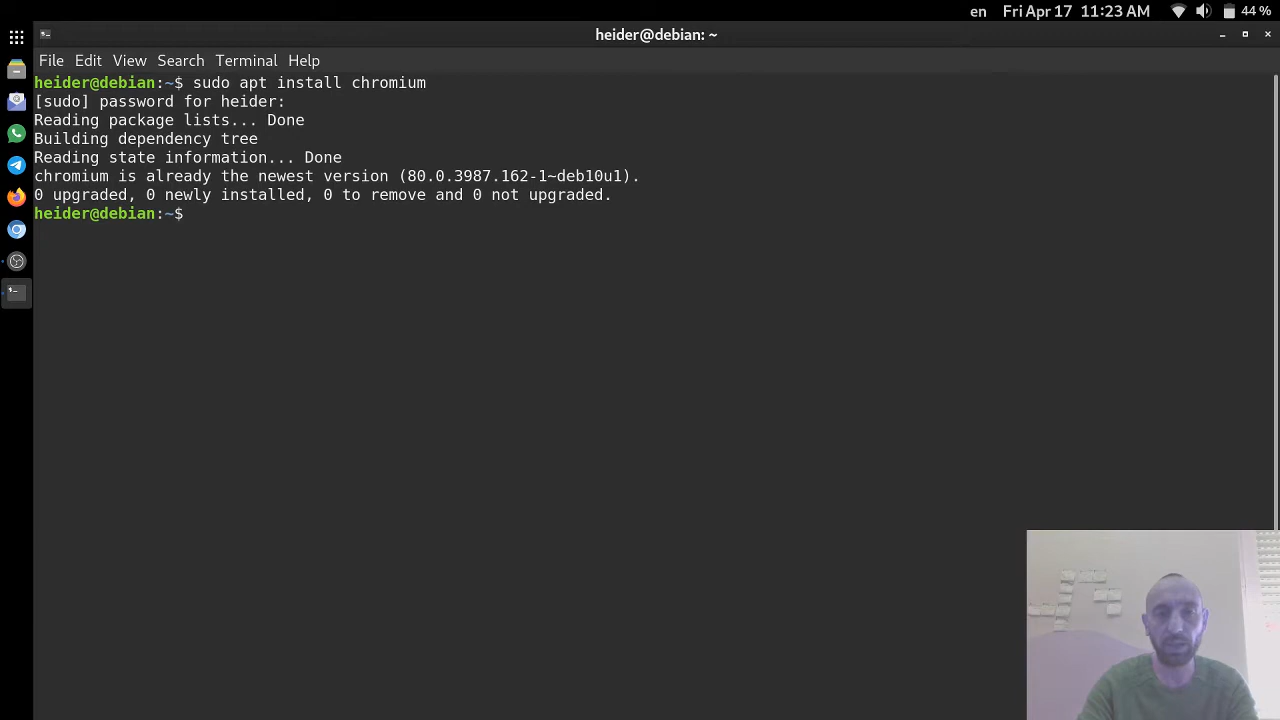 en Fri Apr 17 11:23 AM 44 %
heider@debian: ~
File Edit View Search Terminal Help
heider@debian:~$ sudo apt install chromium
[sudo] password for heider:
Reading package lists... Done
Building dependency tree
Reading state information... Done
chromium is already the newest version (80.0.3987.162-1~deb10u1).
0 upgraded, 0 newly installed, 0 to remove and 0 not upgraded.
heider@debian:~$